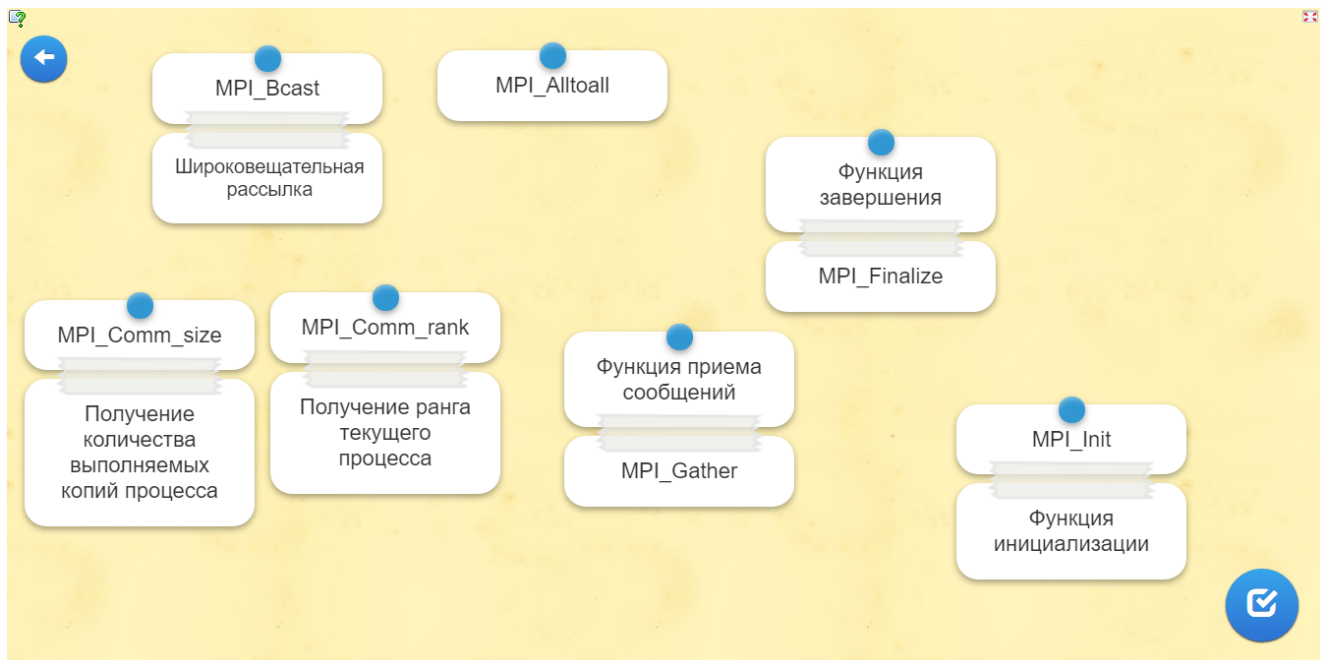 MPI_Bcast
Широковещательная
рассылка
MPI_Alltoall
Функция
завершения
MPI_Finalize
MPI_Comm_size
Получение
количества
выполняемых
копий процесса
MPI_Comm_rank
Получение ранга
текущего
процесса
Функция приема
сообщений
MPI_Gather
MPI_Init
Функция
инициализации